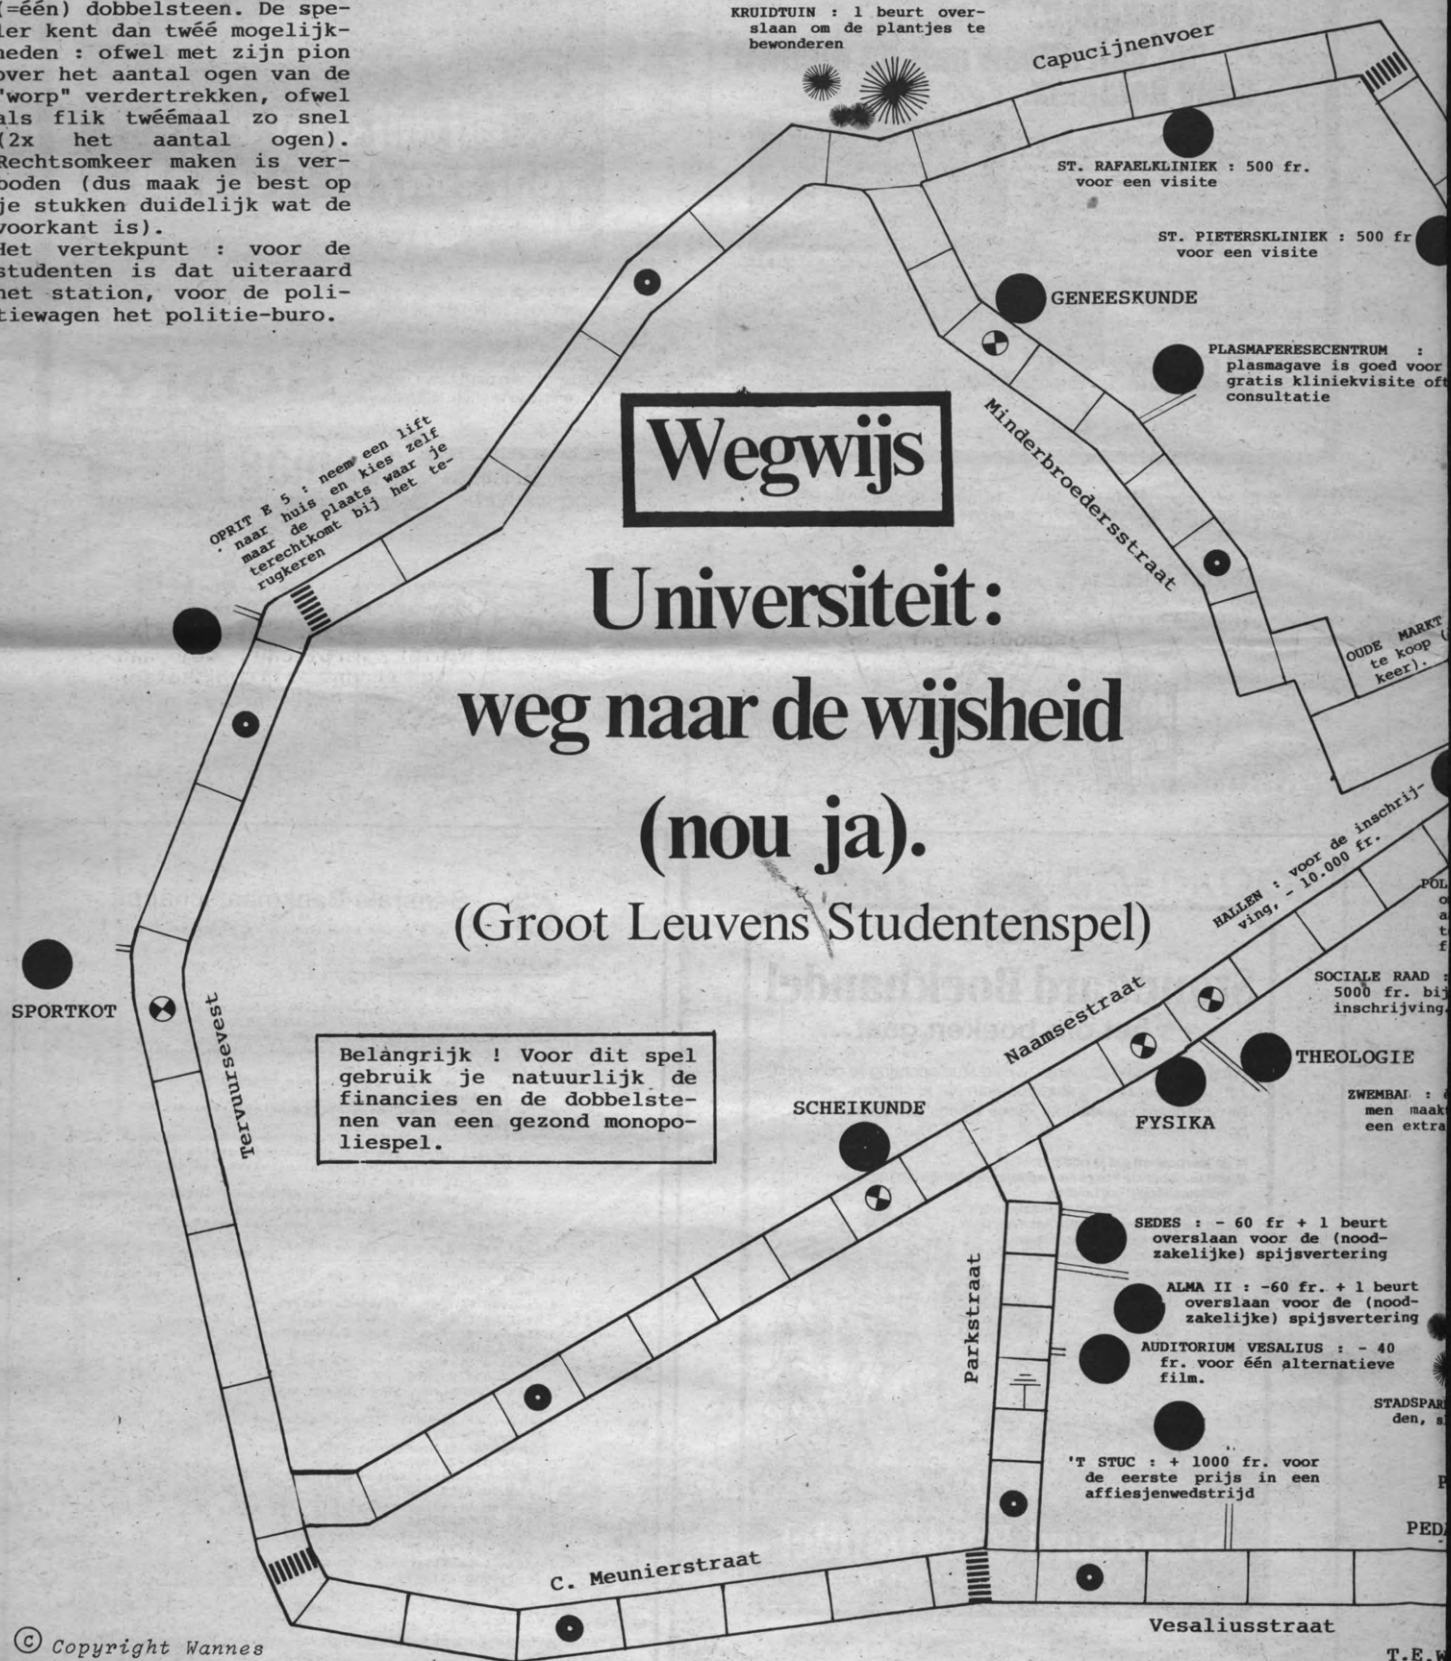 (=één) dobbelsteen. De spe-
ler kent dan twéé mogelijk-
heden : ofwel met zijn pion
over het aantal ogen van de
"worp" verdertrekken, ofwel
als flik twéémaal zo snel
(2x het aantal ogen).
Rechtsomkeer maken is ver-
boden (dus maak je best op
je stukken duidelijk wat de
voorkant is).
Het vertekpunt : voor de
studenten is dat uiteraard
het station, voor de poli-
tiewagen het politie-buro.
KRUIDTUIN : 1 beurt over-
slaan om de plantjes te
bewonderen
Capucijnenvoer
ST. RAFAELKLINIEK : 500 fr.
voor een visite
ST. PIETERSKLINIEK : 500 fr
voor een visite
GENEESKUNDE
PLASMAFERESECENTRUM :
plasmagave is goed voor
gratis kliniekvisite oft
consultatie
Minderbroedersstraat
OPRIT E 5 : neem een lift
naar huis en kies zelf
maar de plaats waar je
terechtkomt bij het te-
rugkeren
Wegwijs
Universiteit:
weg naar de wijsheid
(nou ja).
(Groot Leuvens Studentenspel)
OUDE MARKT
te koop (
keer).
HALLEN : voor de inschrij-
ving, - 10.000 fr.
POL
SOCIALE RAAD :
5000 fr. bij
inschrijving.
Naamsestraat
THEOLOGIE
FYSIKA
ZWEMBAD :
men maak
een extra
SPORTKOT
Tervuursevest
Belangrijk ! Voor dit spel
gebruik je natuurlijk de
financies en de dobbelste-
nen van een gezond monopo-
liespel.
SCHEIKUNDE
SEDES : - 60 fr + 1 beurt
overslaan voor de (nood-
zakelijke) spijsvertering
ALMA II : -60 fr. + 1 beurt
overslaan voor de (nood-
zakelijke) spijsvertering
Parkstraat
AUDITORIUM VESALIUS : - 40
fr. voor één alternatieve
film.
STADSPAR
den, s
'T STUC : + 1000 fr. voor
de eerste prijs in een
affiesjenwedstrijd
P
PED
C. Meunierstraat
Vesaliusstraat
© Copyright Wannes
T.E.W